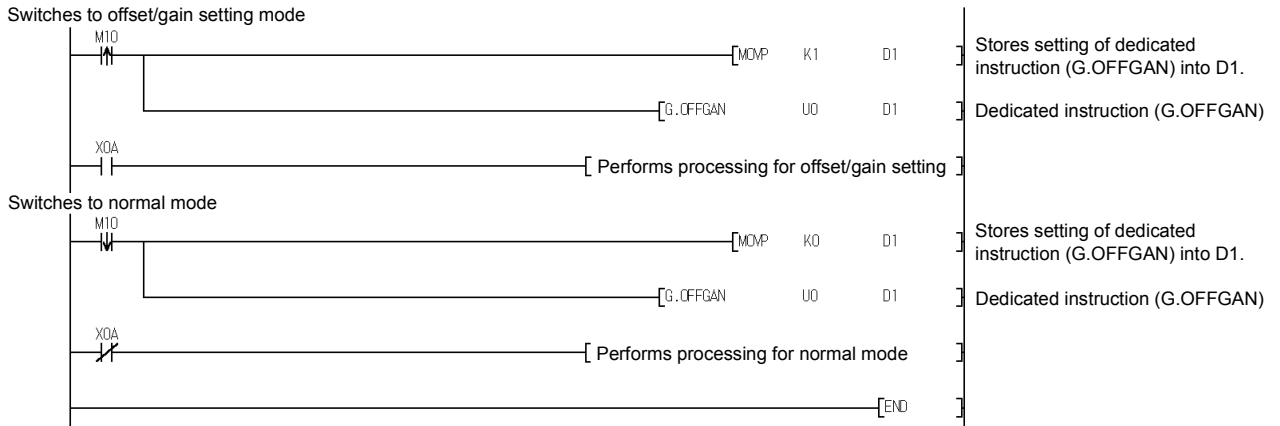 Switches to offset/gain setting mode
M10
MOVP K1 D1
Stores setting of dedicated
instruction (G.OFFGAN) into D1.
G.OFFGAN U0 D1
Dedicated instruction (G.OFFGAN)
X0A
Performs processing for offset/gain setting
Switches to normal mode
M10
MOVP K0 D1
Stores setting of dedicated
instruction (G.OFFGAN) into D1.
G.OFFGAN U0 D1
Dedicated instruction (G.OFFGAN)
X0A
Performs processing for normal mode
END